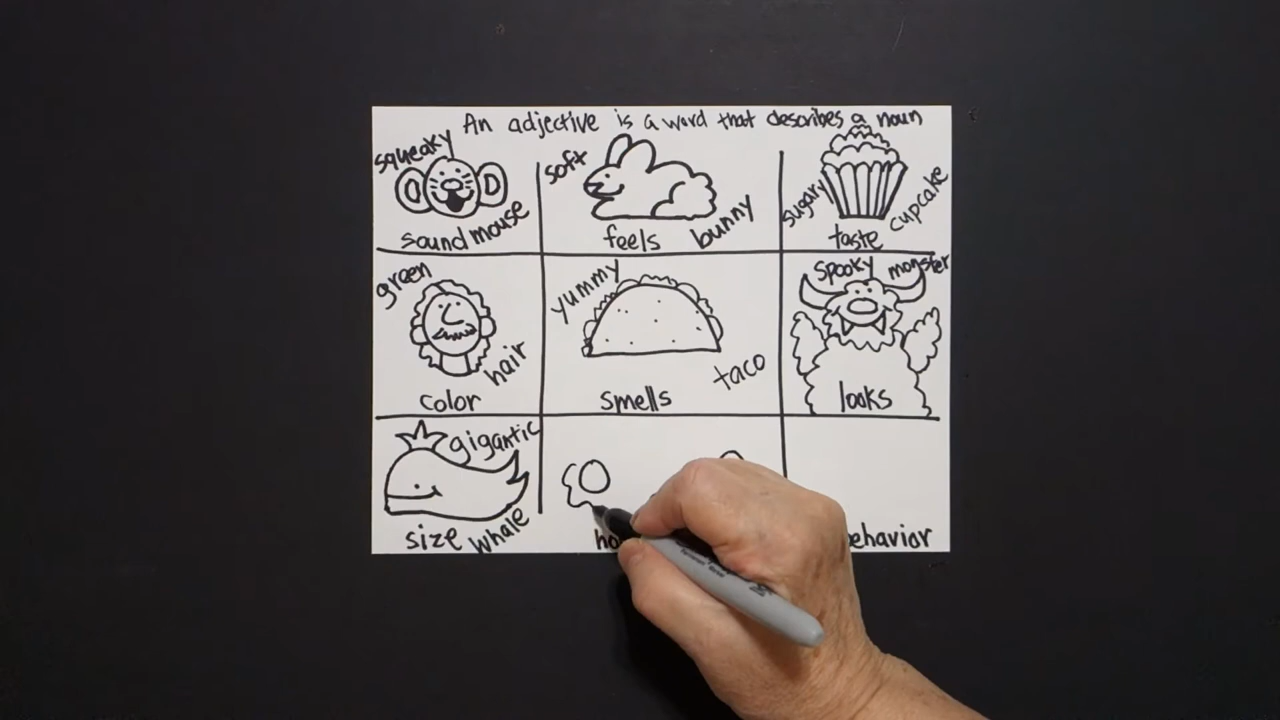 An adjective is a word that describes a noun
squeaky
sound mouse
soft
feels bunny
sugary
cupcake
taste
green
hair
color
yummy
taco
smells
spooky monster
looks
gigantic
size whale